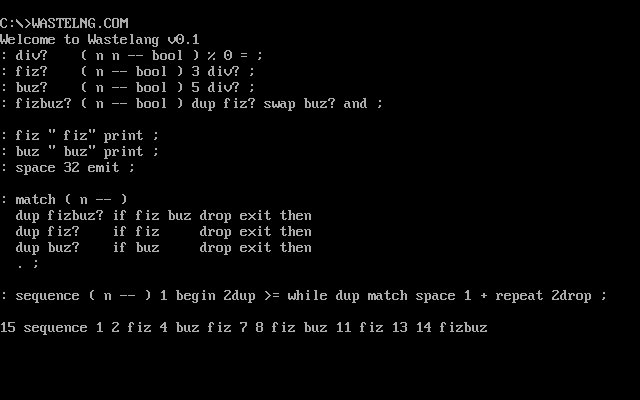 C:\>WASTELNG.COM
Welcome to Wastelang v0.1
: div?    ( n n -- bool ) % 0 = ;
: fiz?    ( n -- bool ) 3 div? ;
: buz?    ( n -- bool ) 5 div? ;
: fizbuz? ( n -- bool ) dup fiz? swap buz? and ;
: fiz " fiz" print ;
: buz " buz" print ;
: space 32 emit ;
: match ( n -- )
  dup fizbuz? if fiz buz drop exit then
  dup fiz?    if fiz     drop exit then
  dup buz?    if buz     drop exit then
  . ;
: sequence ( n -- ) 1 begin 2dup >= while dup match space 1 + repeat 2drop ;
15 sequence 1 2 fiz 4 buz fiz 7 8 fiz buz 11 fiz 13 14 fizbuz